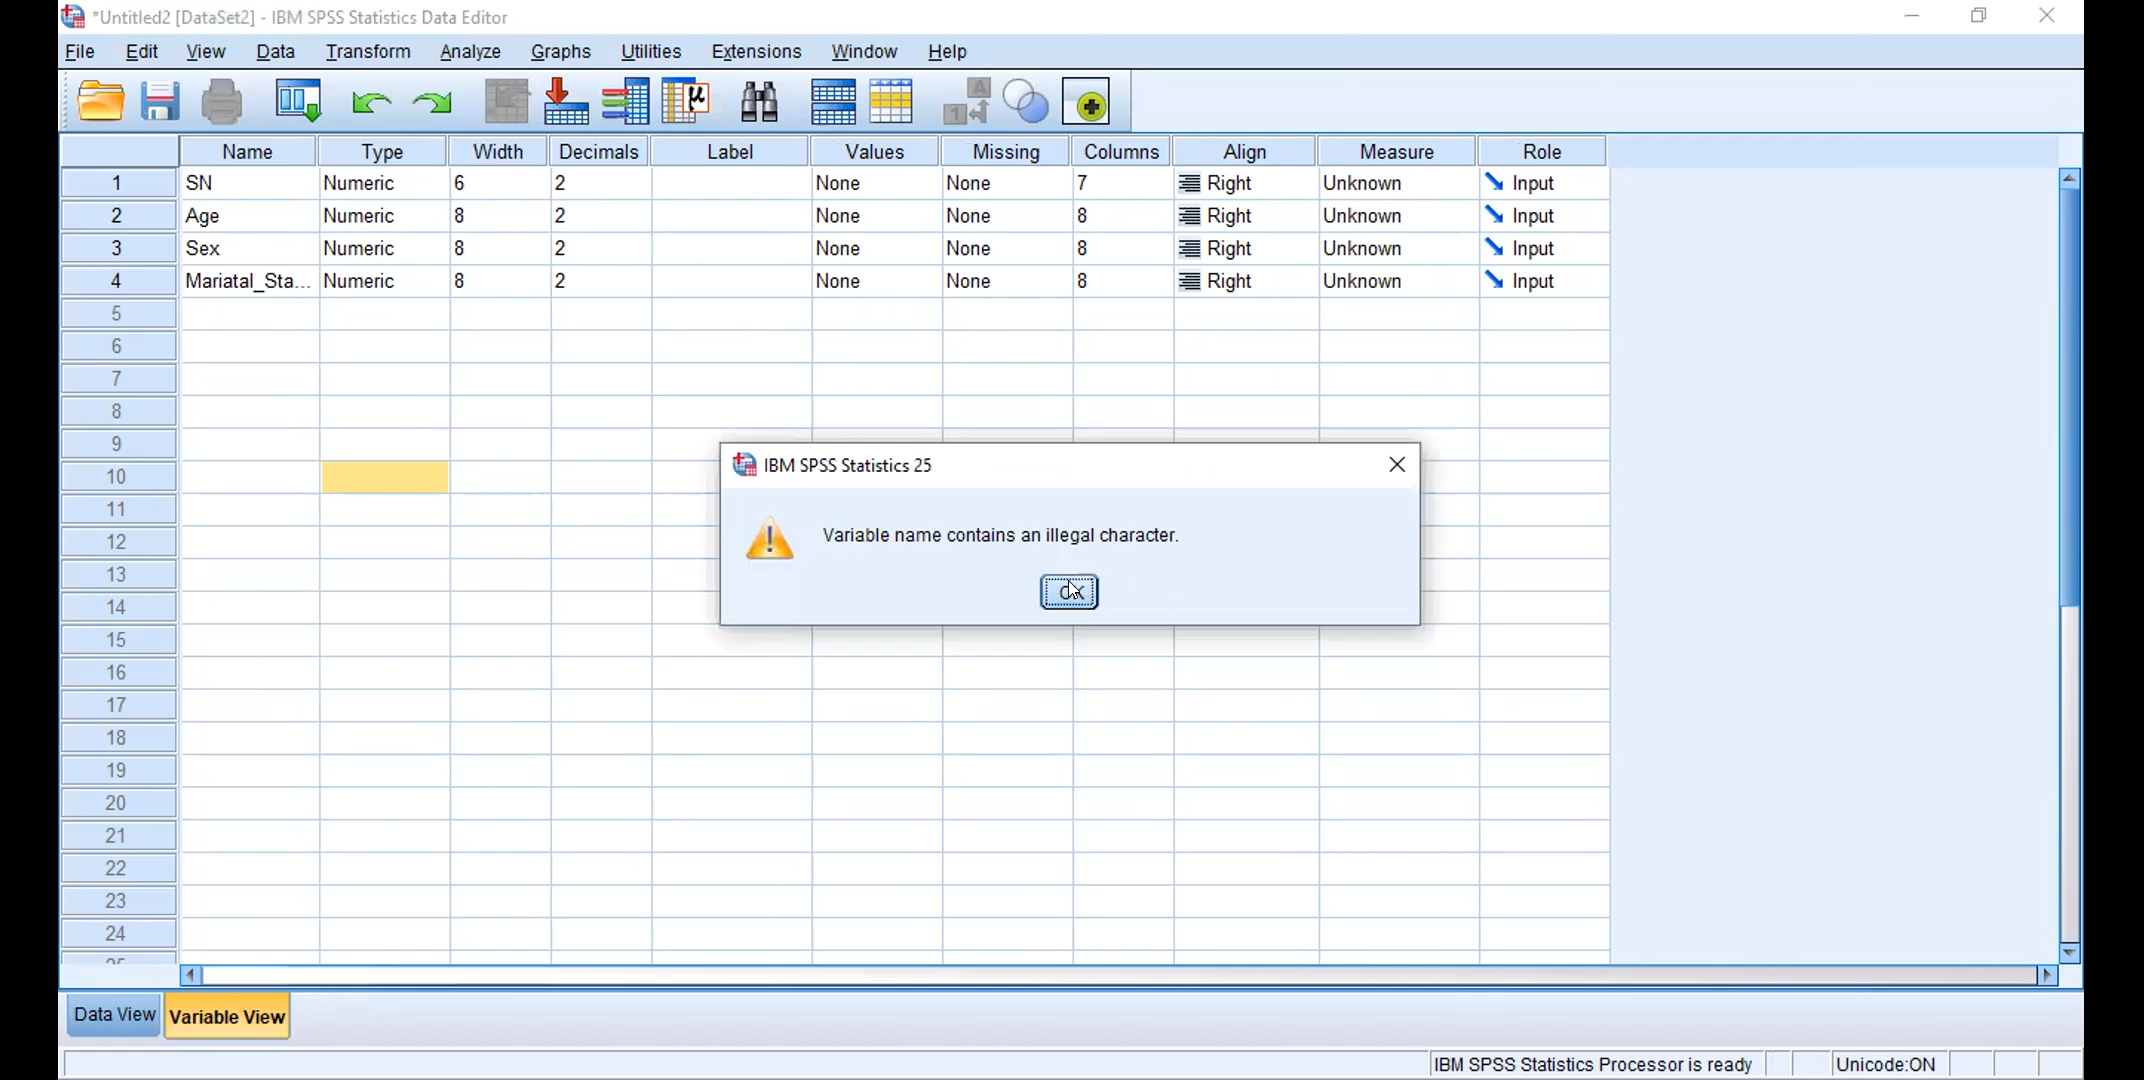 *Untitled2 [DataSet2] - IBM SPSS Statistics Data Editor
File Edit View Data Transform Analyze Graphs Utilities Extensions Window Help
Name Type Width Decimals Label Values Missing Columns Align Measure Role
1 SN Numeric 6 2 None None 7 Right Unknown Input
2 Age Numeric 8 2 None None 8 Right Unknown Input
3 Sex Numeric 8 2 None None 8 Right Unknown Input
4 Mariatal_Sta... Numeric 8 2 None None 8 Right Unknown Input
5
6
7
8
9
10
11
12
13
14
15
16
17
18
19
20
21
22
23
24
IBM SPSS Statistics 25
Variable name contains an illegal character.
OK
Data View Variable View
IBM SPSS Statistics Processor is ready Unicode:ON